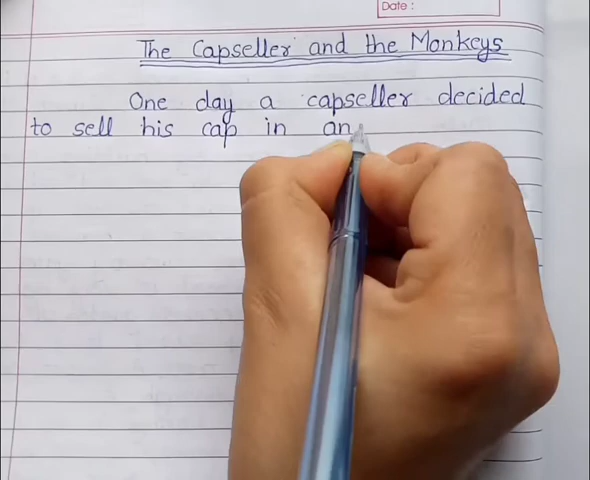 Date :
The Capseller and the Monkeys
One day a capseller decided
to sell his cap in an